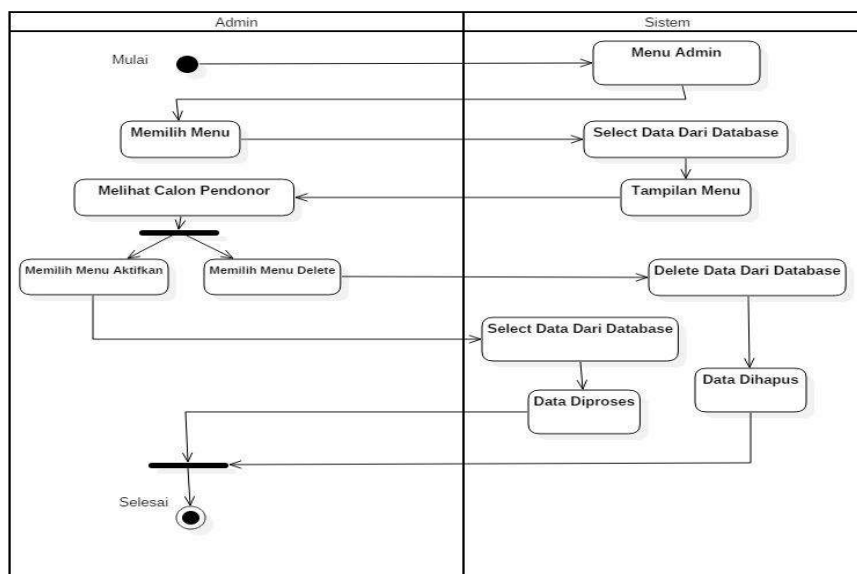 Admin
Sistem
Mulai
Menu Admin
Memilih Menu
Select Data Dari Database
Melihat Calon Pendonor
Tampilan Menu
Memilih Menu Aktifkan
Memilih Menu Delete
Delete Data Dari Database
Select Data Dari Database
Data Dihapus
Data Diproses
Selesai